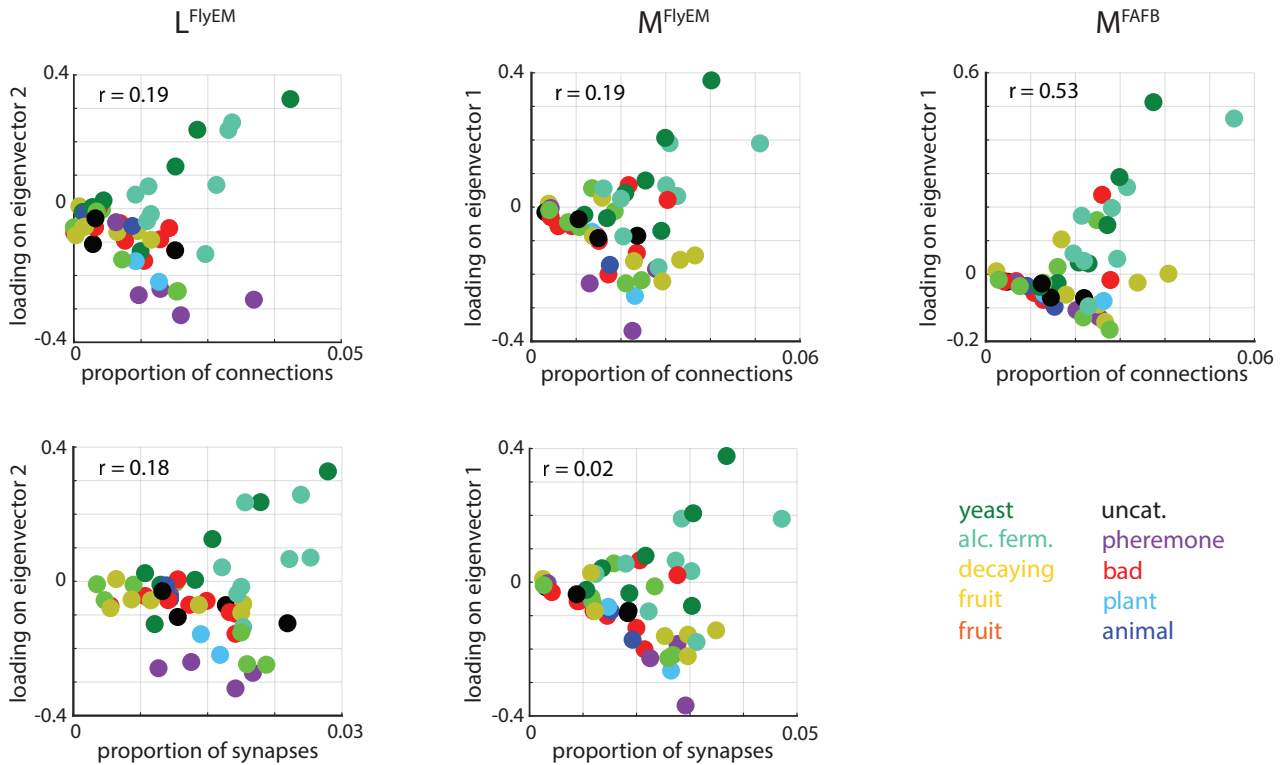 L^FlyEM
M^FlyEM
M^FAFB
loading on eigenvector 2
0.4
0
-0.4
r = 0.19
0
0.05
proportion of connections
loading on eigenvector 1
0.4
0
-0.4
r = 0.19
0
0.06
proportion of connections
loading on eigenvector 1
0.6
0
-0.2
r = 0.53
0
0.06
proportion of connections
loading on eigenvector 2
0.4
0
-0.4
r = 0.18
0
0.03
proportion of synapses
loading on eigenvector 1
0.4
0
-0.4
r = 0.02
0
0.05
proportion of synapses
yeast
alc. ferm.
decaying
fruit
fruit
uncat.
pheremone
bad
plant
animal